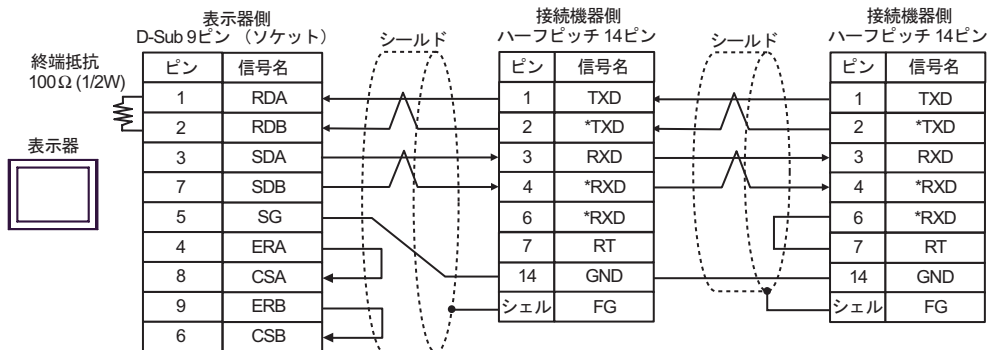 表示器側
D-Sub 9ピン （ソケット）
シールド
接続機器側
ハーフピッチ 14ピン
シールド
接続機器側
ハーフピッチ 14ピン
終端抵抗
100Ω (1/2W)
表示器
ピン 信号名
1 RDA
2 RDB
3 SDA
7 SDB
5 SG
4 ERA
8 CSA
9 ERB
6 CSB
ピン 信号名
1 TXD
2 *TXD
3 RXD
4 *RXD
6 *RXD
7 RT
14 GND
シェル FG
ピン 信号名
1 TXD
2 *TXD
3 RXD
4 *RXD
6 *RXD
7 RT
14 GND
シェル FG